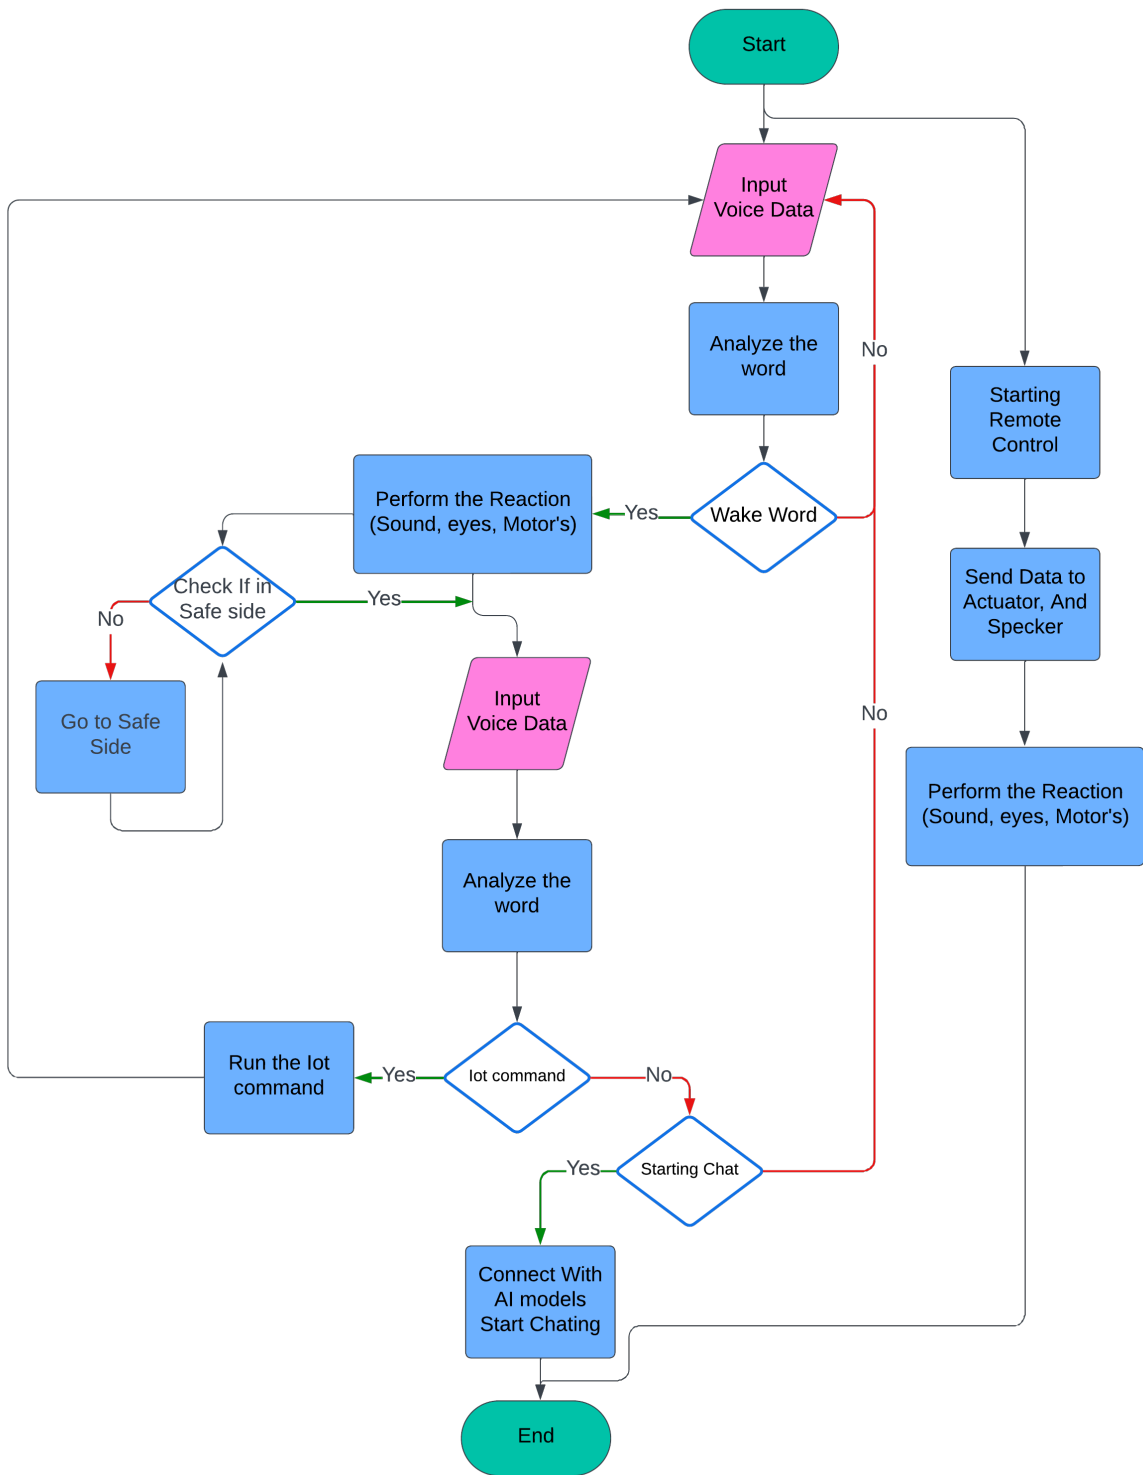 Start
Input
Voice Data
Analyze the
word
No
Starting
Remote
Control
Perform the Reaction
(Sound, eyes, Motor's)
Yes
Wake Word
Check If in
Safe side
Yes
No
Send Data to
Actuator, And
Specker
Go to Safe
Side
Input
Voice Data
No
Perform the Reaction
(Sound, eyes, Motor's)
Analyze the
word
Run the Iot
command
Yes
Iot command
No
Yes
Starting Chat
Connect With
AI models
Start Chating
End